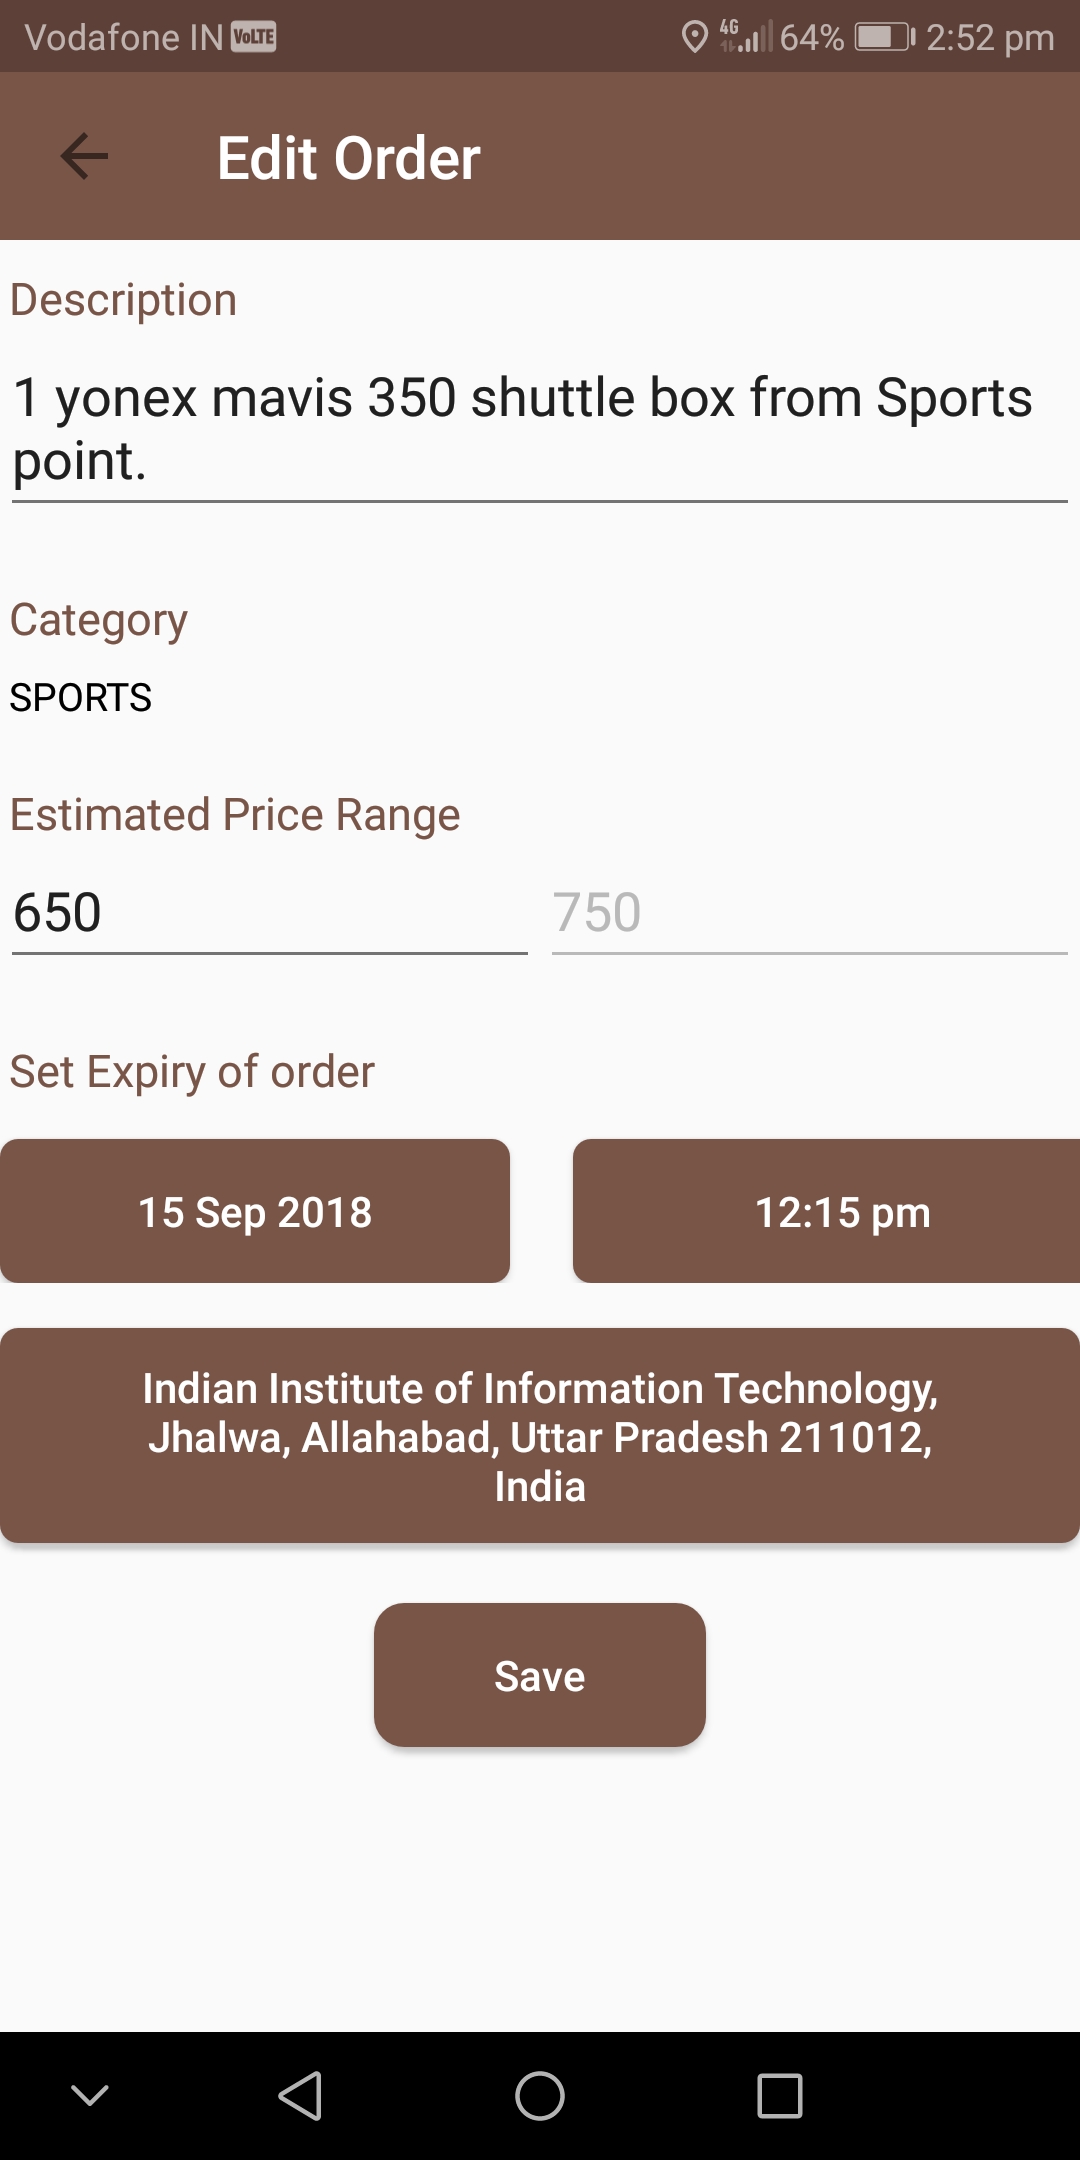 Vodafone IN VoLTE 4G 64% 2:52 pm
Edit Order
Description
1 yonex mavis 350 shuttle box from Sports
point.
Category
SPORTS
Estimated Price Range
650 750
Set Expiry of order
15 Sep 2018 12:15 pm
Indian Institute of Information Technology,
Jhalwa, Allahabad, Uttar Pradesh 211012,
India
Save